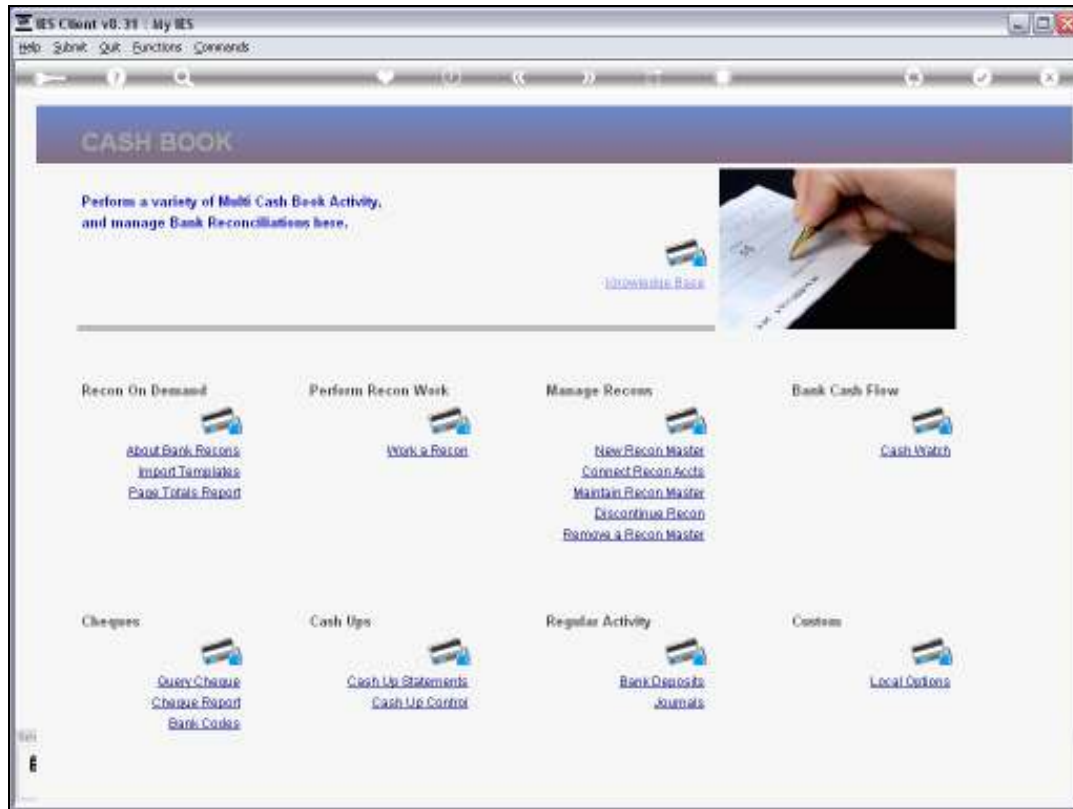 IES Client v8.31 : My IES
Help Submit Quit Functions Commands
CASH BOOK
Perform a variety of Multi Cash Book Activity,
and manage Bank Reconciliations here.
Knowledge Base
Recon On Demand
About Bank Recons
Import Templates
Page Totals Report
Perform Recon Work
Work a Recon
Manage Recons
New Recon Master
Connect Recon Accts
Maintain Recon Master
Discontinue Recon
Remove a Recon Master
Bank Cash Flow
Cash Watch
Cheques
Query Cheque
Cheque Report
Bank Codes
Cash Ups
Cash Up Statements
Cash Up Control
Regular Activity
Bank Deposits
Journals
Custom
Local Options